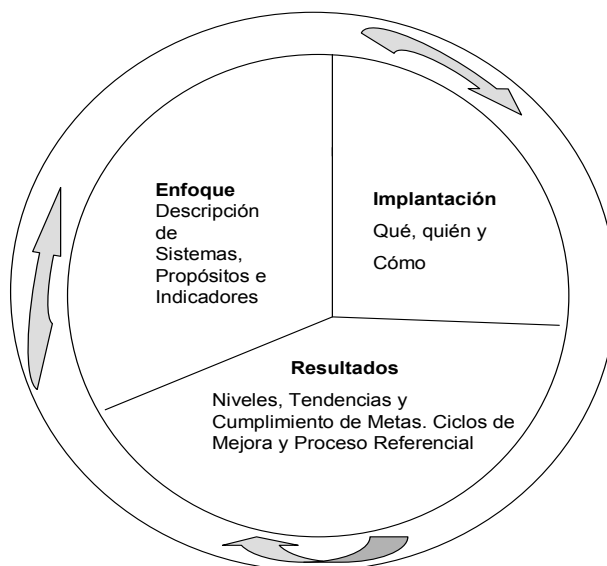 Enfoque
Descripción
de
Sistemas,
Propósitos e
Indicadores
Implantación
Qué, quién y
Cómo
Resultados
Niveles, Tendencias y
Cumplimiento de Metas. Ciclos de
Mejora y Proceso Referencial